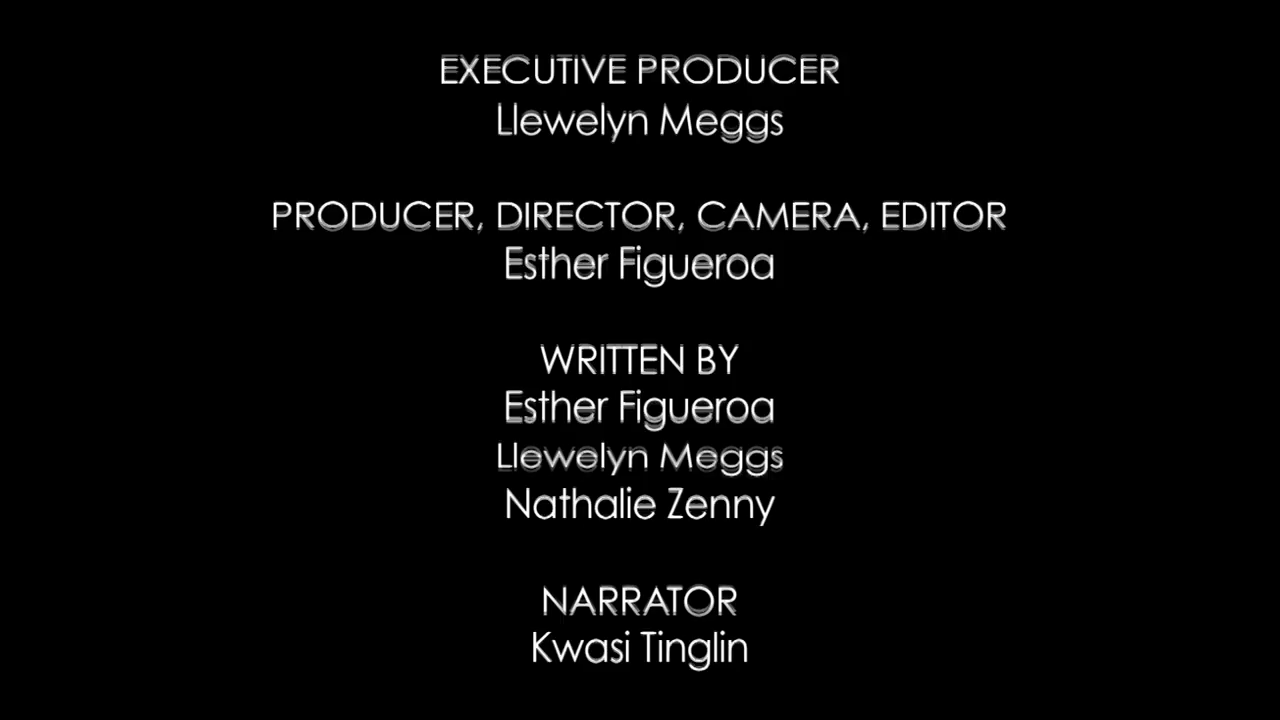 EXECUTIVE PRODUCER
Llewelyn Meggs
PRODUCER, DIRECTOR, CAMERA, EDITOR
Esther Figueroa
WRITTEN BY
Esther Figueroa
Llewelyn Meggs
Nathalie Zenny
NARRATOR
Kwasi Tinglin